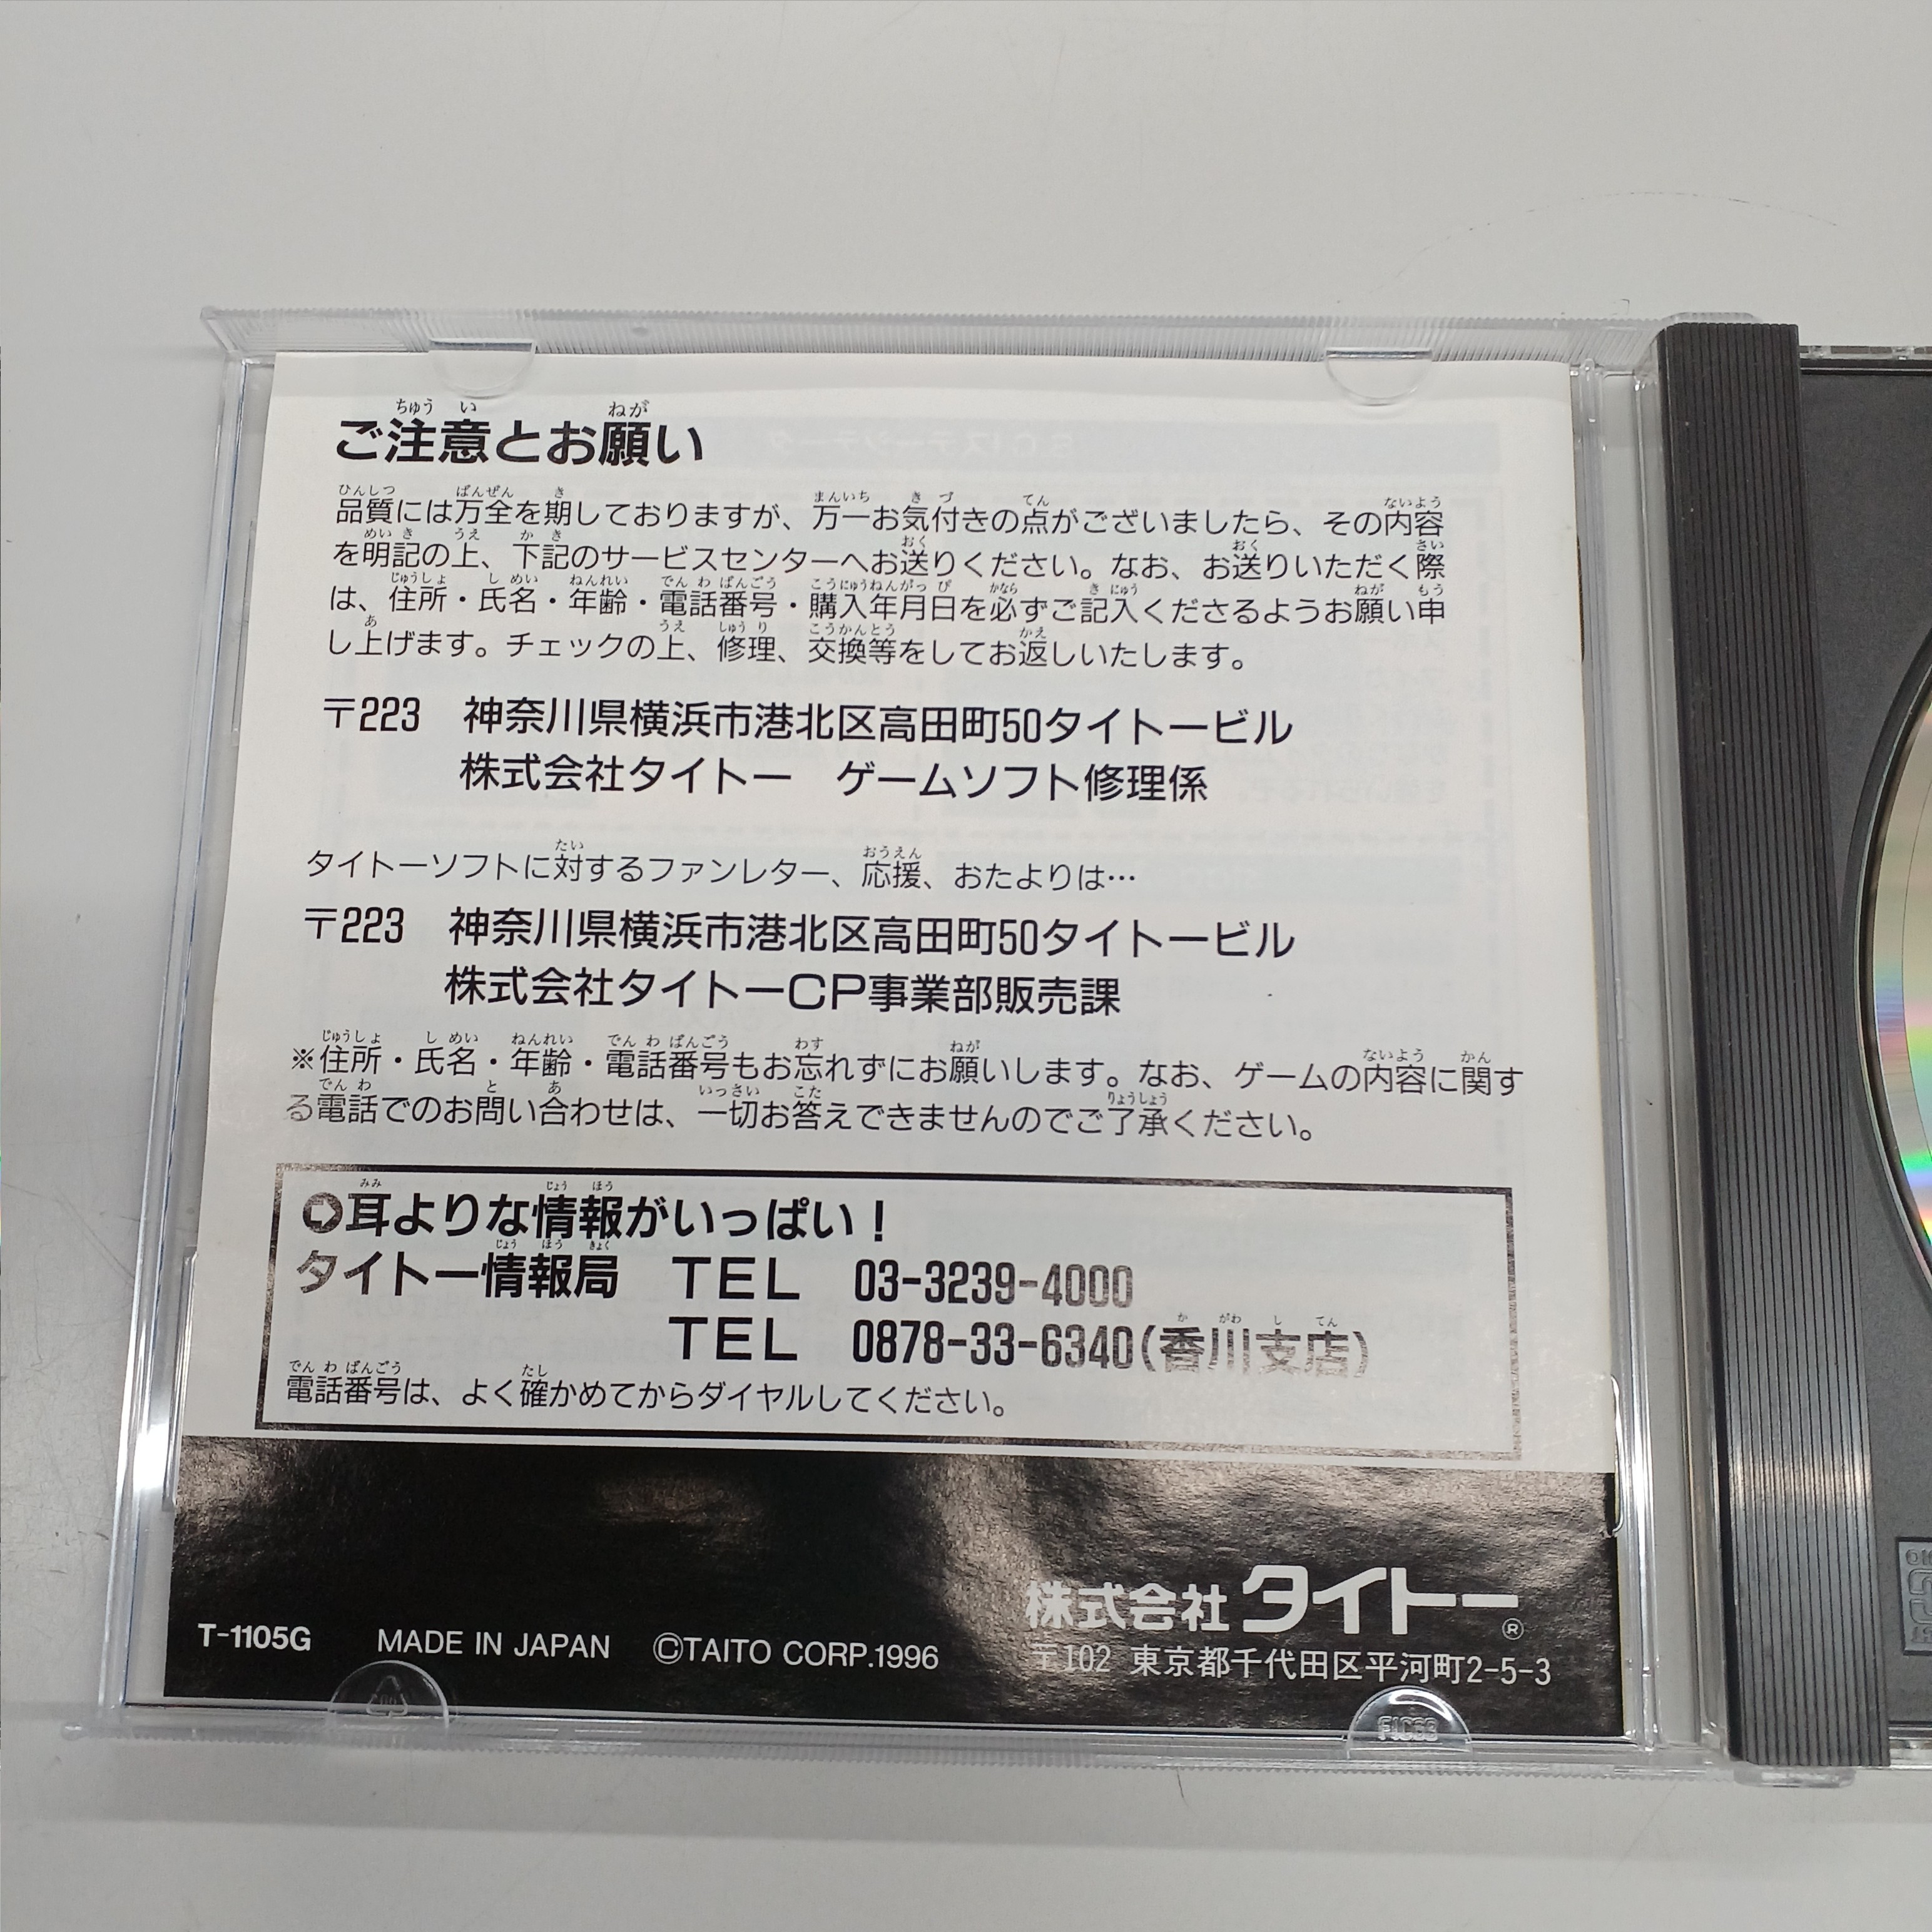 ご注意とお願い
品質には万全を期しておりますが、万一お気付きの点がございましたら、その内容
を明記の上、下記のサービスセンターへお送りください。なお、お送りいただく際
は、住所・氏名・年齢・電話番号・購入年月日を必ずご記入くださるようお願い申
し上げます。チェックの上、修理、交換等をしてお返しいたします。
〒223 神奈川県横浜市港北区高田町50タイトービル
株式会社タイトー ゲームソフト修理係
タイトーソフトに対するファンレター、応援、おたよりは…
〒223 神奈川県横浜市港北区高田町50タイトービル
株式会社タイトーCP事業部販売課
※住所・氏名・年齢・電話番号もお忘れずにお願いします。なお、ゲームの内容に関す
る電話でのお問い合わせは、一切お答えできませんのでご了承ください。
➲耳よりな情報がいっぱい！
タイトー情報局 TEL 03-3239-4000
TEL 0878-33-6340(香川支店)
電話番号は、よく確かめてからダイヤルしてください。
株式会社タイトー®
〒102 東京都千代田区平河町2-5-3
T-1105G MADE IN JAPAN ©TAITO CORP.1996